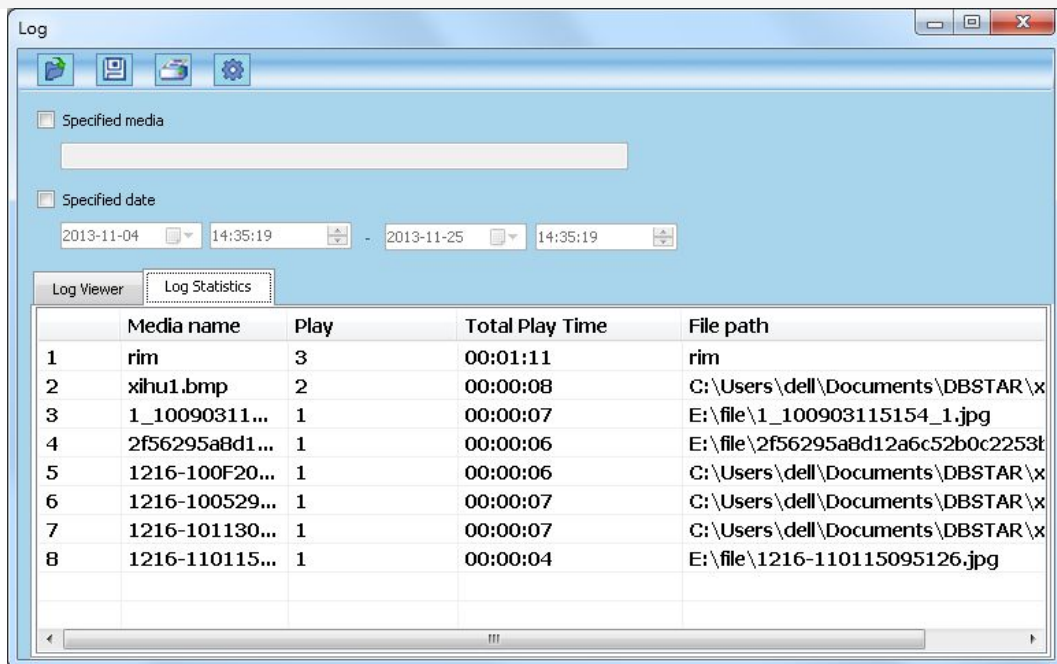 Log
Specified media
Specified date
2013-11-04 14:35:19 - 2013-11-25 14:35:19
Log Viewer Log Statistics
Media name Play Total Play Time File path
1 rim 3 00:01:11 rim
2 xihu1.bmp 2 00:00:08 C:\Users\dell\Documents\DBSTAR\x
3 1_10090311... 1 00:00:07 E:\file\1_100903115154_1.jpg
4 2f56295a8d1... 1 00:00:06 E:\file\2f56295a8d12a6c52b0c2253b
5 1216-100F20... 1 00:00:06 C:\Users\dell\Documents\DBSTAR\x
6 1216-100529... 1 00:00:07 C:\Users\dell\Documents\DBSTAR\x
7 1216-101130... 1 00:00:07 C:\Users\dell\Documents\DBSTAR\x
8 1216-110115... 1 00:00:04 E:\file\1216-110115095126.jpg